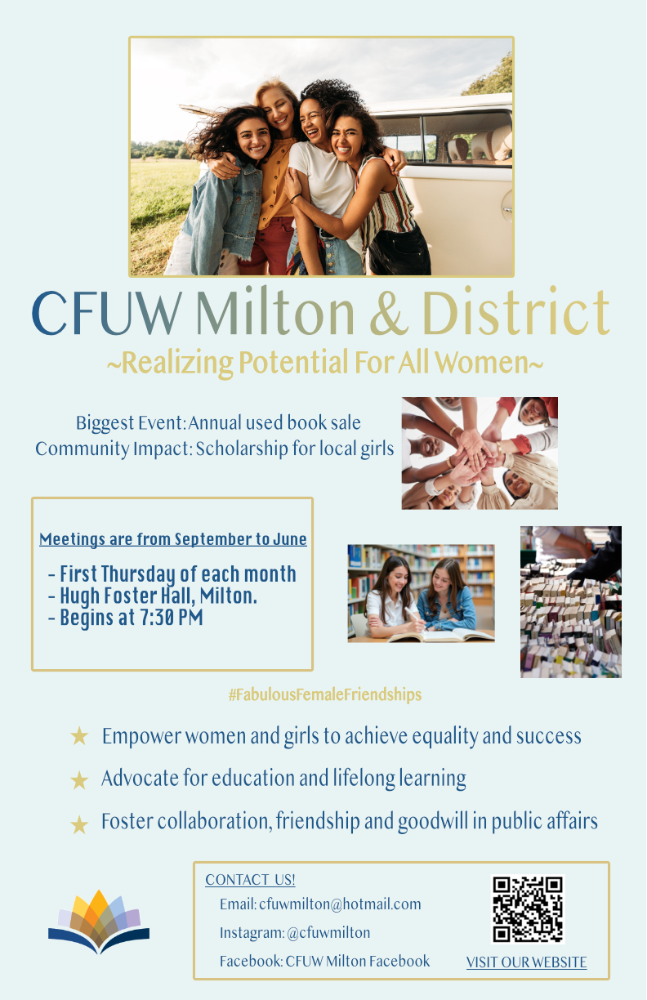 CFUW Milton & District
~Realizing Potential For All Women~
Biggest Event: Annual used book sale
Community Impact: Scholarship for local girls
Meetings are from September to June
- First Thursday of each month
- Hugh Foster Hall, Milton.
- Begins at 7:30 PM
#FabulousFemaleFriendships
Empower women and girls to achieve equality and success
Advocate for education and lifelong learning
Foster collaboration, friendship and goodwill in public affairs
CONTACT US!
Email: cfuwmilton@hotmail.com
Instagram: @cfuwmilton
Facebook: CFUW Milton Facebook
VISIT OUR WEBSITE